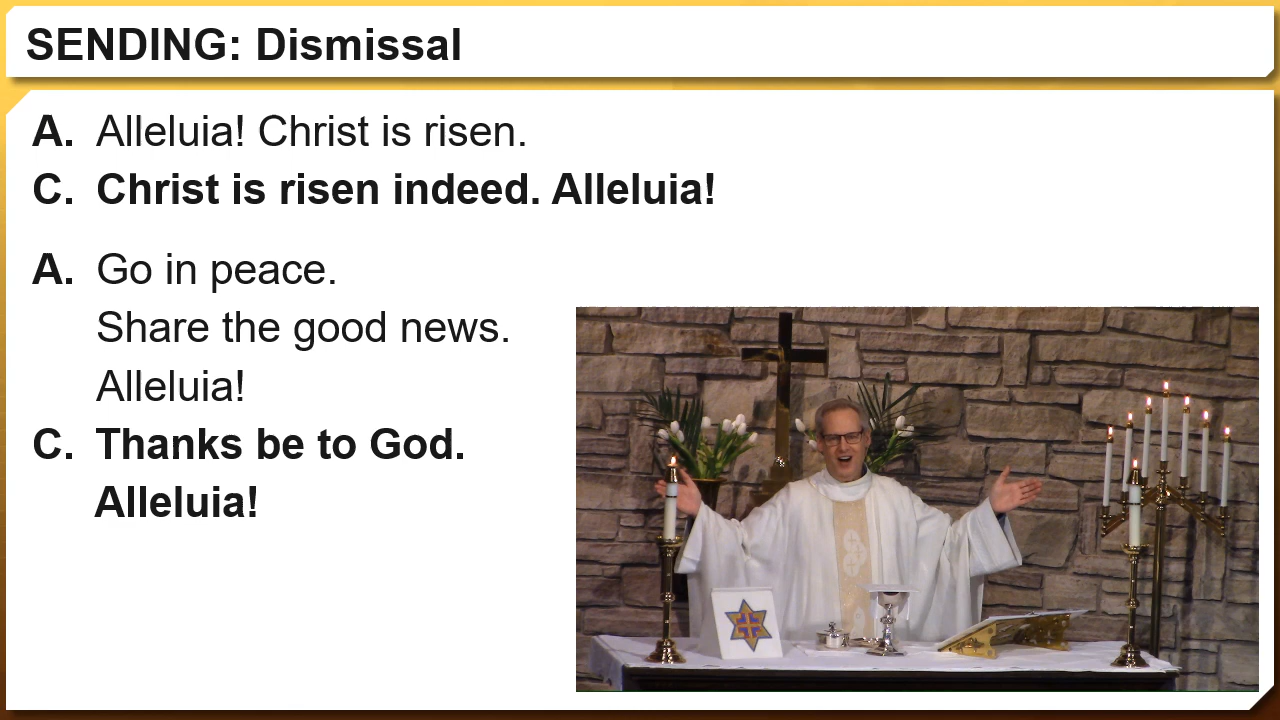 SENDING: Dismissal
A. Alleluia! Christ is risen.
C. Christ is risen indeed. Alleluia!
A. Go in peace.
Share the good news.
Alleluia!
C. Thanks be to God.
Alleluia!